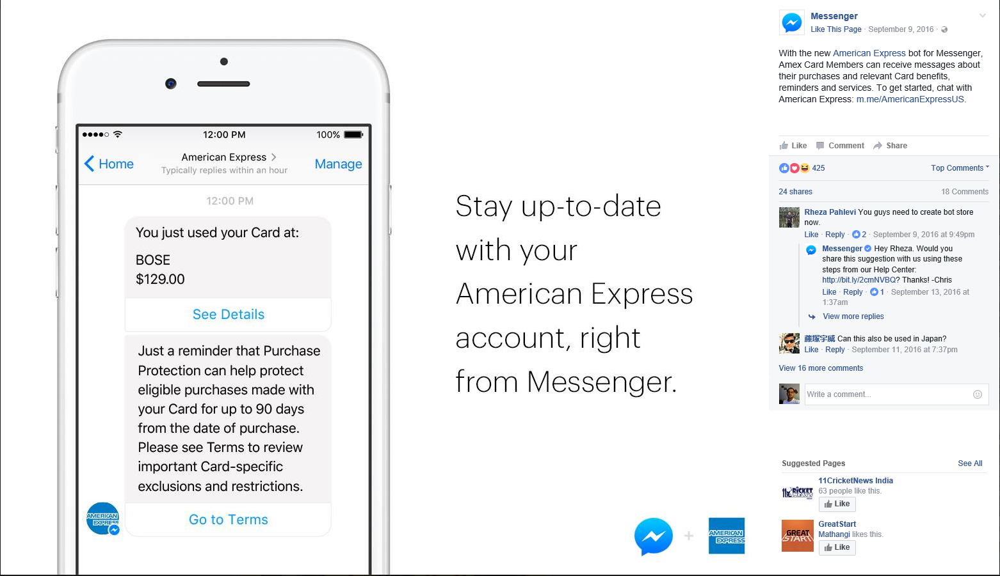 12:00 PM
100%
Home
American Express
Typically replies within an hour
Manage
12:00 PM
You just used your Card at:
BOSE
$129.00
See Details
Just a reminder that Purchase
Protection can help protect
eligible purchases made with
your Card for up to 90 days
from the date of purchase.
Please see Terms to review
important Card-specific
exclusions and restrictions.
Go to Terms
AMERICAN
EXPRESS
Stay up-to-date
with your
American Express
account, right
from Messenger.
+
AMERICAN
EXPRESS
Messenger
Like This Page · September 9, 2016 ·
With the new American Express bot for Messenger,
Amex Card Members can receive messages about
their purchases and relevant Card benefits,
reminders and services. To get started, chat with
American Express: m.me/AmericanExpressUS.
Like Comment Share
425 Top Comments
24 shares 18 Comments
Rheza Pahlevi You guys need to create bot store
now.
Like · Reply · 2 · September 9, 2016 at 9:49pm
Messenger Hey Rheza. Would you
share this suggestion with us using these
steps from our Help Center:
http://bit.ly/2cmNVBQ? Thanks! -Chris
Like · Reply · 1 · September 13, 2016 at
1:37am
View more replies
藤塚宇威 Can this also be used in Japan?
Like · Reply · September 11, 2016 at 7:37pm
View 16 more comments
Write a comment...
Suggested Pages See All
11CricketNews India
63 people like this.
Like
GreatStart
Mathangi likes this.
Like
GREAT
START